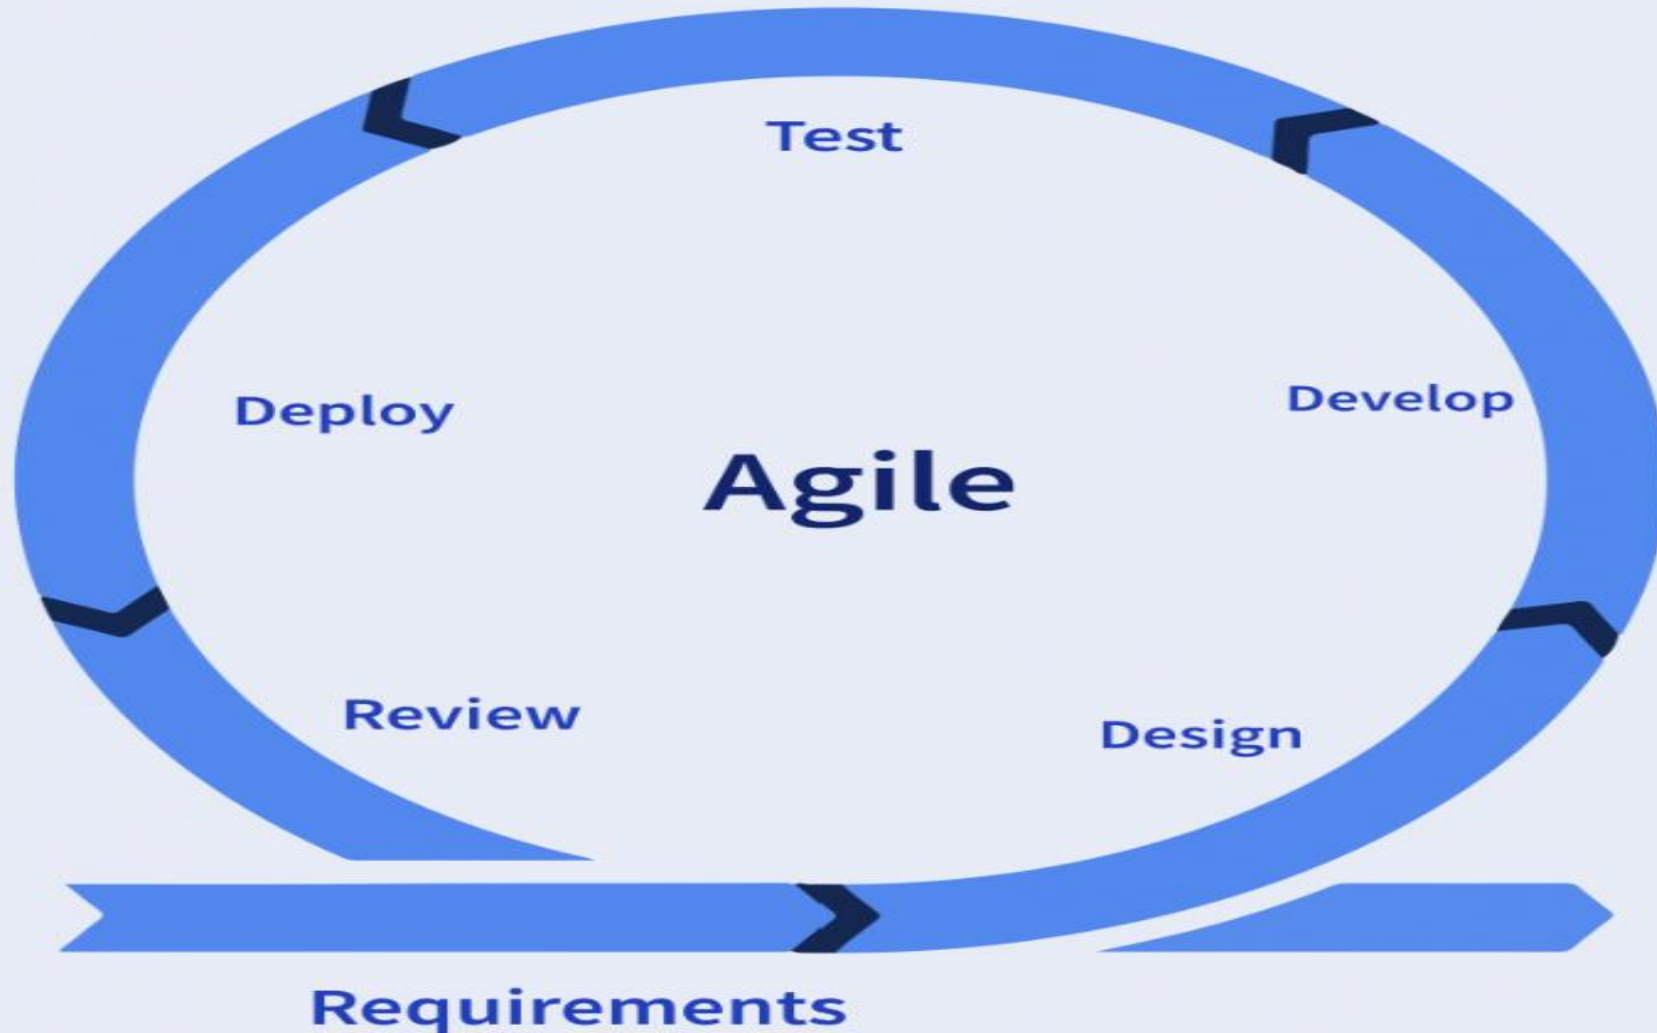 Test
Deploy
Develop
Agile
Review
Design
Requirements